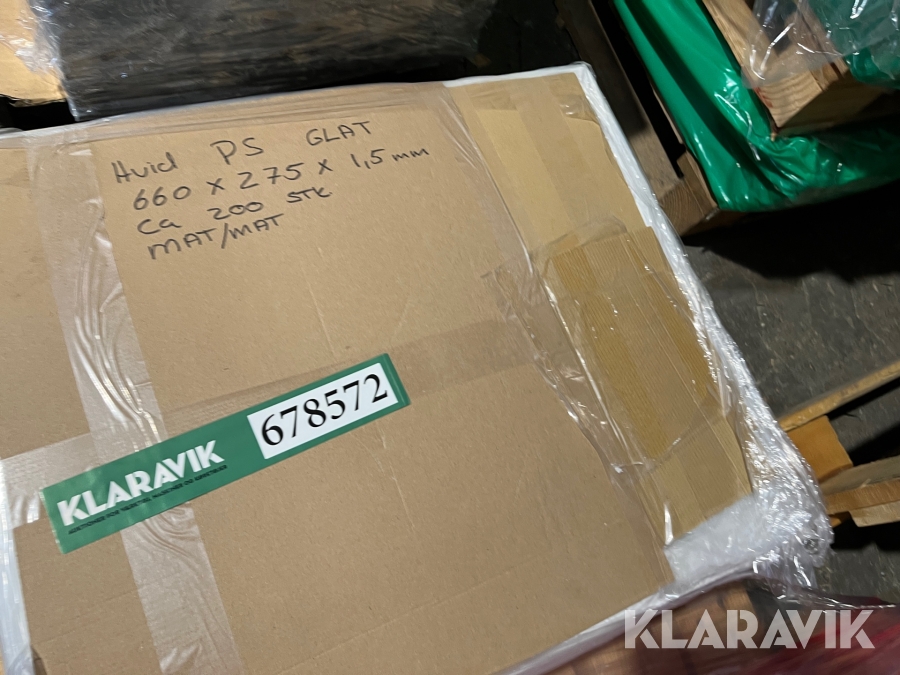 Hvid PS GLAT
660 x 275 x 1,5 mm
Ca 200 STK
MAT/MAT
678572
KLARAVIK
KLARAVIK